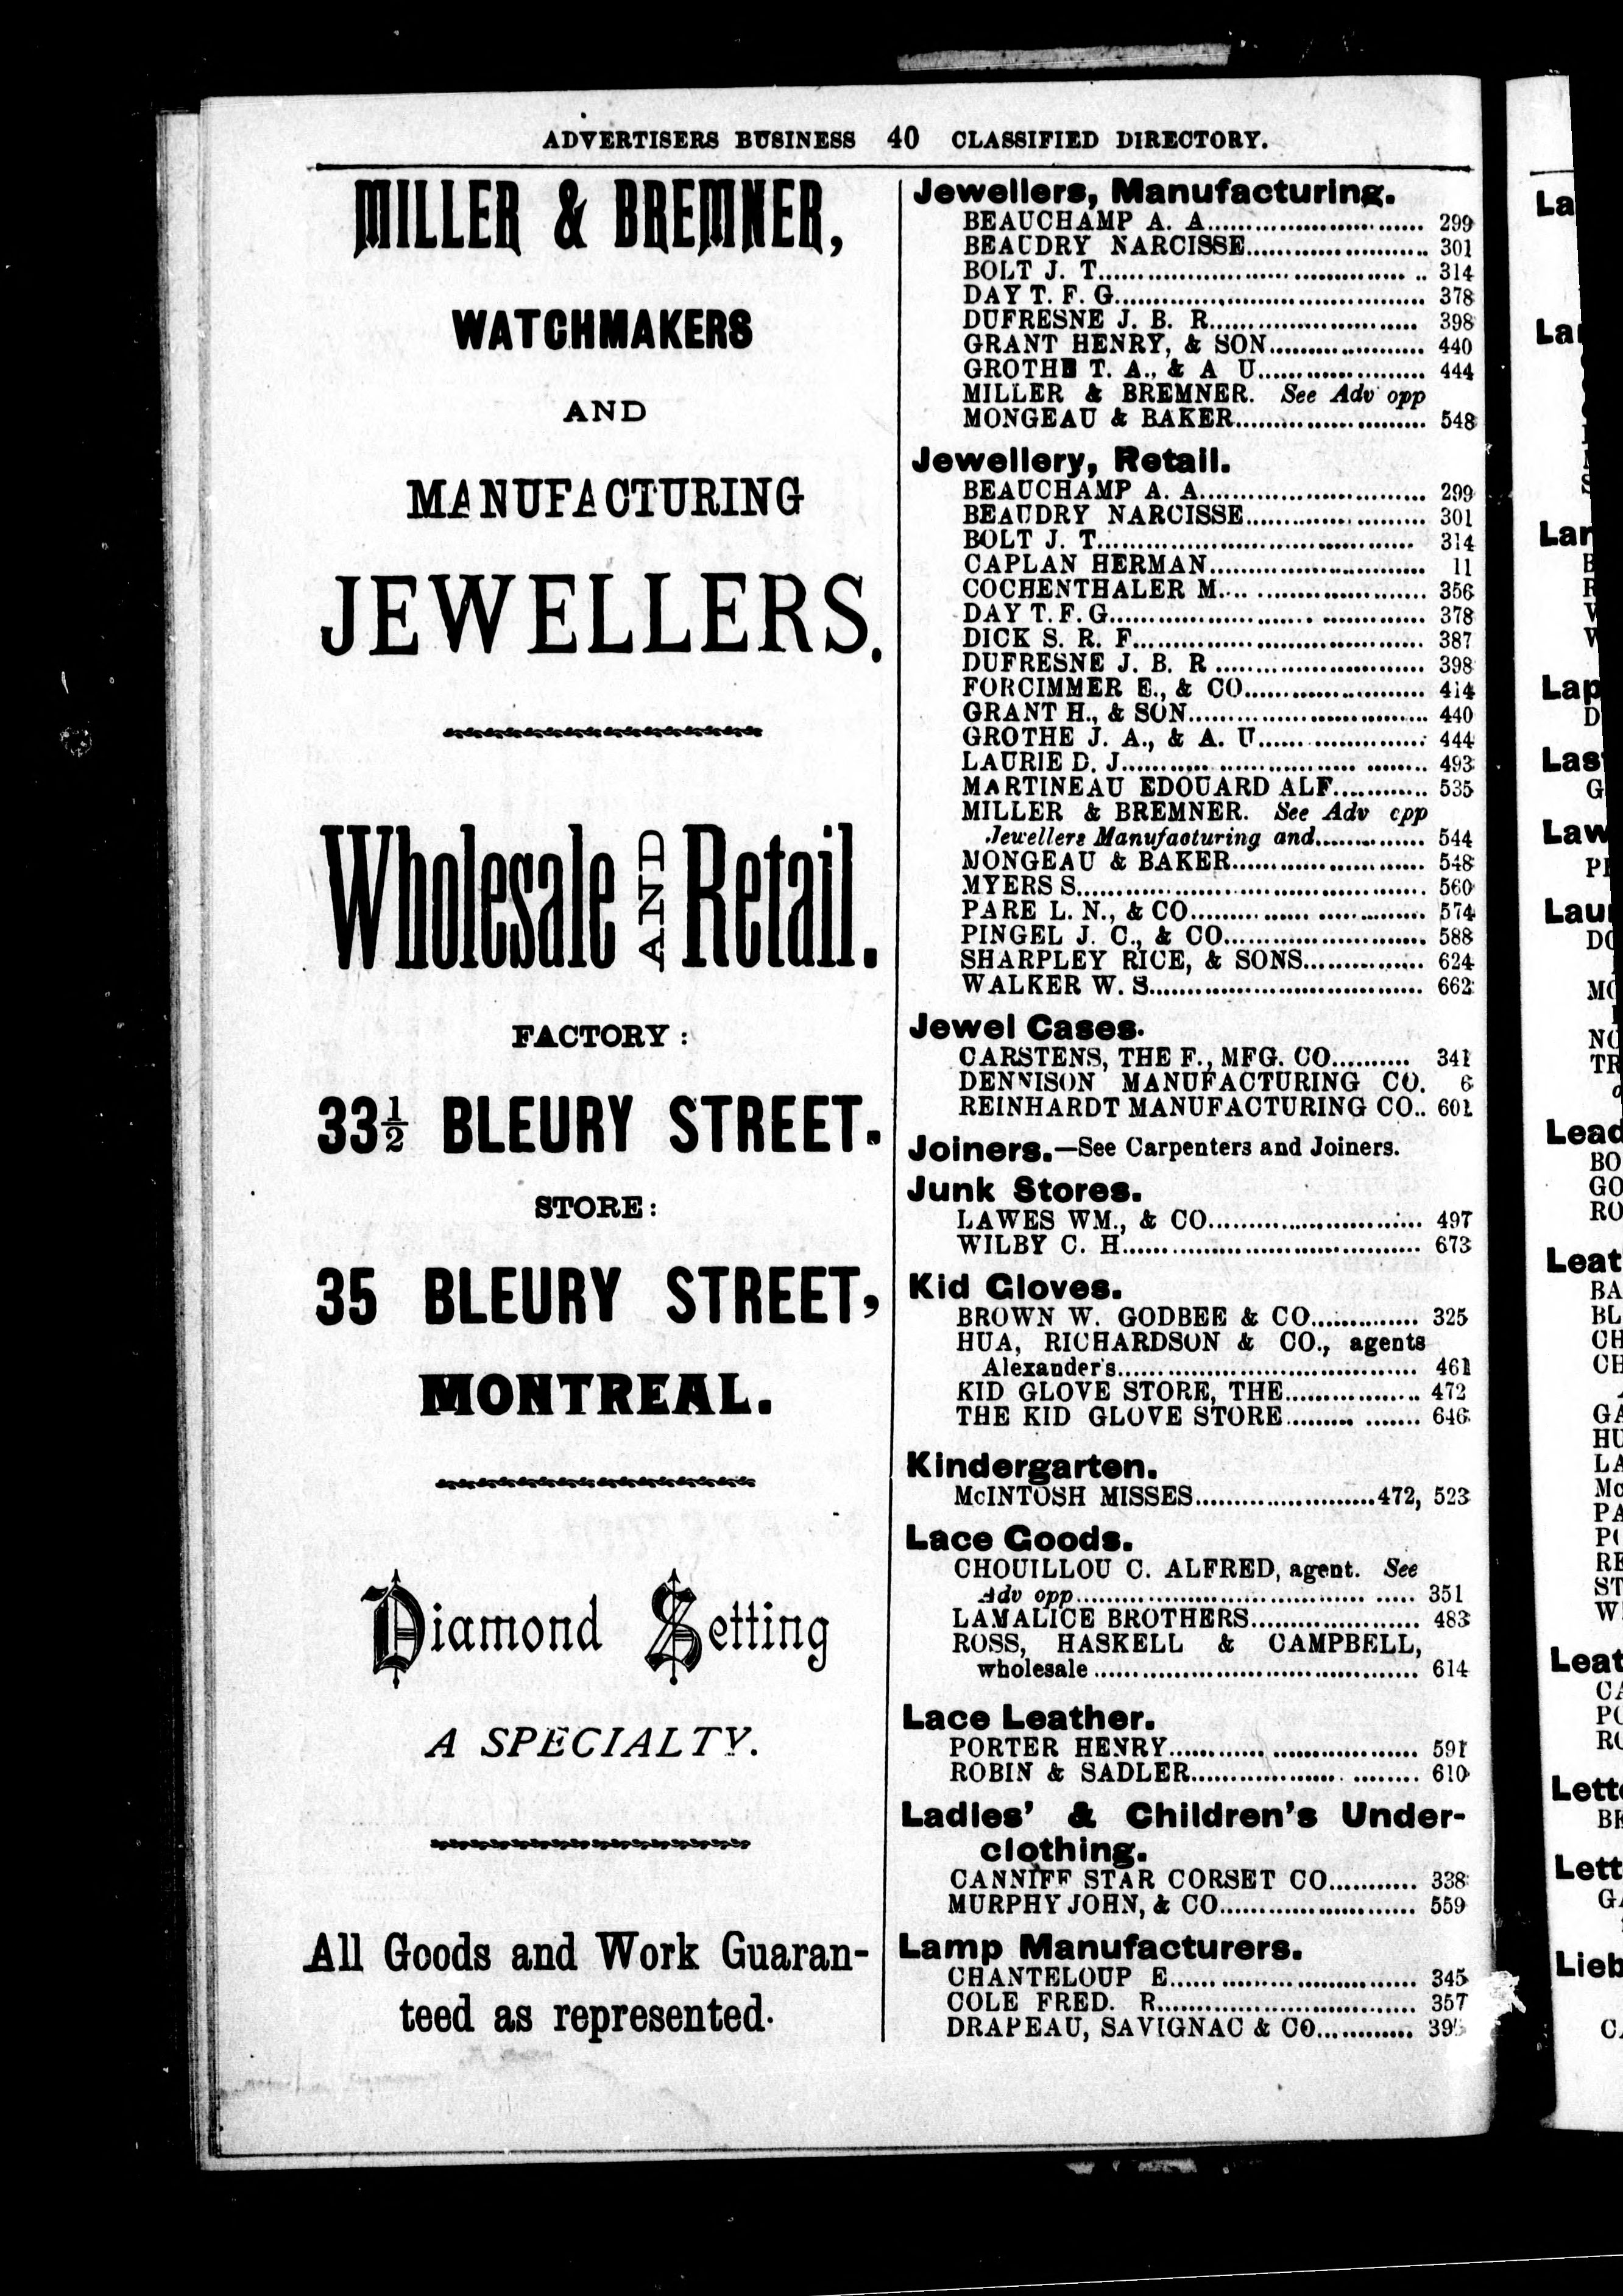 ADVERTISERS BUSINESS 40 CLASSIFIED DIRECTORY.
MILLER & BREMNER,
WATCHMAKERS
AND
MANUFACTURING
JEWELLERS.
Wholesale AND Retail.
FACTORY:
33½ BLEURY STREET.
STORE:
35 BLEURY STREET,
MONTREAL.
Diamond Setting
A SPECIALTY.
All Goods and Work Guaran-
teed as represented.
Jewellers, Manufacturing.
BEAUCHAMP A. A. 299
BEAUDRY NARCISSE 301
BOLT J. T. 314
DAY T. F. G. 378
DUFRESNE J. B. R. 398
GRANT HENRY, & SON 440
GROTHE T. A., & A U 444
MILLER & BREMNER. See Adv opp
MONGEAU & BAKER 548
Jewellery, Retail.
BEAUCHAMP A. A. 299
BEAUDRY NARCISSE 301
BOLT J. T. 314
CAPLAN HERMAN 11
COCHENTHALER M. 356
DAY T. F. G. 378
DICK S. R. F. 387
DUFRESNE J. B. R 398
FORCIMMER E., & CO. 414
GRANT H., & SON 440
GROTHE J. A., & A. U. 444
LAURIE D. J. 493
MARTINEAU EDOUARD ALF. 535
MILLER & BREMNER. See Adv opp
Jewellers Manufacturing and 544
MONGEAU & BAKER 548
MYERS S. 560
PARE L. N., & CO. 574
PINGEL J. C., & CO. 588
SHARPLEY RICE, & SONS 624
WALKER W. S. 662
Jewel Cases.
CARSTENS, THE F., MFG. CO. 341
DENNISON MANUFACTURING CO. 6
REINHARDT MANUFACTURING CO. 601
Joiners.—See Carpenters and Joiners.
Junk Stores.
LAWES WM., & CO. 497
WILBY C. H. 673
Kid Gloves.
BROWN W. GODBEE & CO. 325
HUA, RICHARDSON & CO., agents
Alexander's 461
KID GLOVE STORE, THE 472
THE KID GLOVE STORE 646
Kindergarten.
McINTOSH MISSES 472, 523
Lace Goods.
CHOUILLOU C. ALFRED, agent. See
Adv opp 351
LAMALICE BROTHERS 483
ROSS, HASKELL & CAMPBELL,
wholesale 614
Lace Leather.
PORTER HENRY 591
ROBIN & SADLER 610
Ladies' & Children's Under-
clothing.
CANNIFF STAR CORSET CO. 338
MURPHY JOHN, & CO. 559
Lamp Manufacturers.
CHANTELOUP E. 345
COLE FRED. R. 357
DRAPEAU, SAVIGNAC & CO.